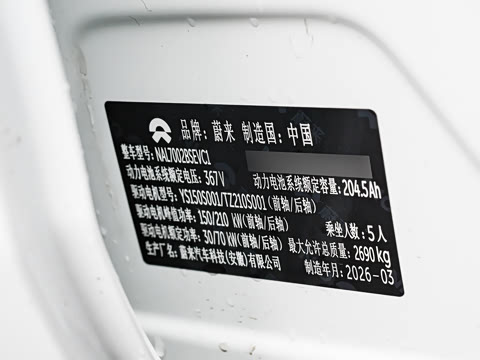 品牌：蔚来 制造国：中国
整车型号：NAL7002BSEVC1
动力电池系统额定电压：367V 动力电池系统额定容量：204.5Ah
驱动电机型号：YS150S001/TZ210S001(前轴/后轴)
驱动电机峰值功率：150/210 kW(前轴/后轴) 乘坐人数：5人
驱动电机额定功率：30/70 kW(前轴/后轴) 最大允许总质量：2690kg
生产厂名：蔚来汽车科技(安徽)有限公司 制造年月：2026-03